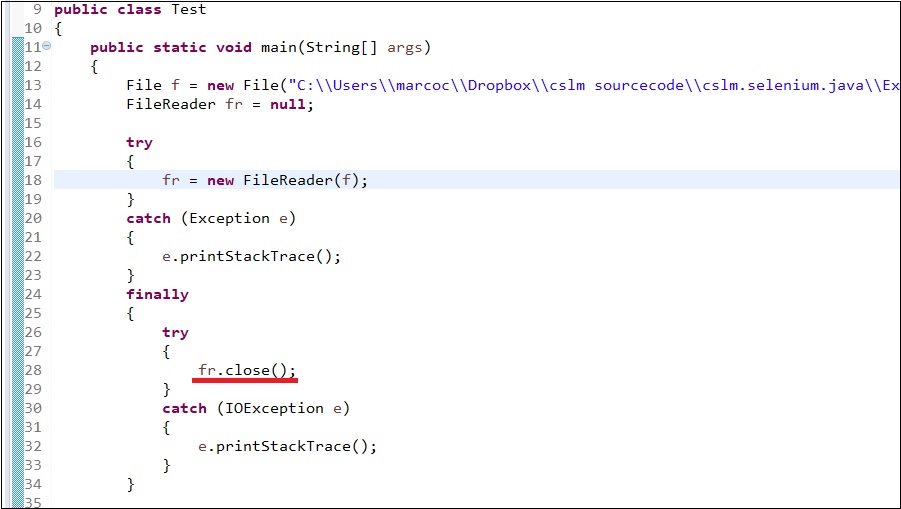 9 public class Test
10 {
11 public static void main(String[] args)
12 {
13 File f = new File("C:\\Users\\marcoc\\Dropbox\\cslm sourcecode\\cslm.selenium.java\\Ex
14 FileReader fr = null;
15
16 try
17 {
18 fr = new FileReader(f);
19 }
20 catch (Exception e)
21 {
22 e.printStackTrace();
23 }
24 finally
25 {
26 try
27 {
28 fr.close();
29 }
30 catch (IOException e)
31 {
32 e.printStackTrace();
33 }
34 }
35